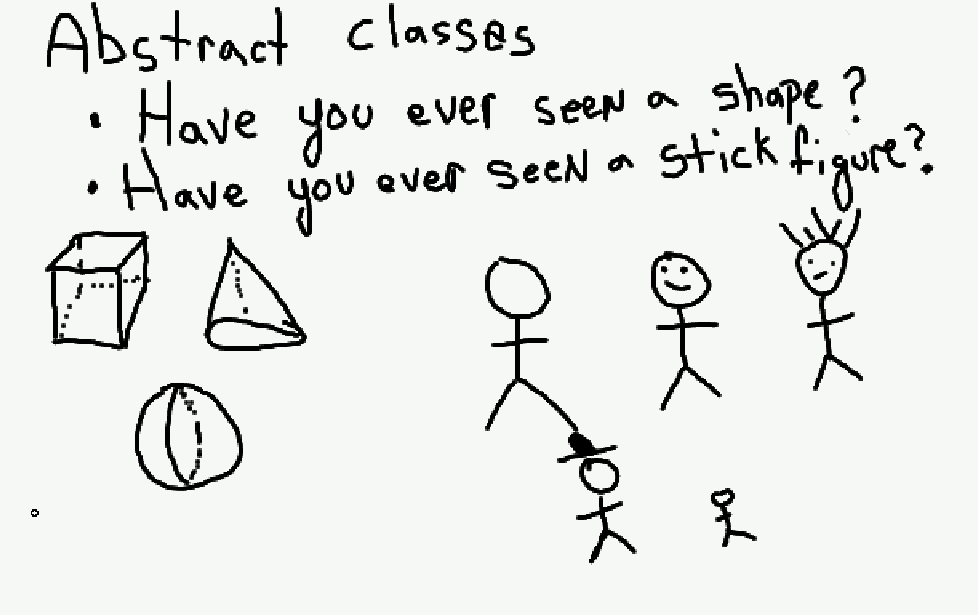 Abstract classes
• Have you ever seen a shape?
• Have you ever seen a stick figure?